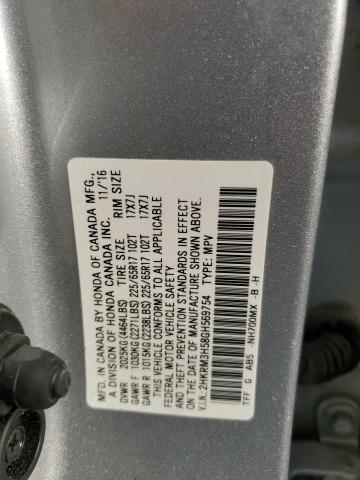 MFD. IN CANADA BY HONDA OF CANADA MFG.,
A DIVISION OF HONDA CANADA INC. 11/16
GVWR 2025KG (4464LBS) TIRE SIZE RIM SIZE
GAWR F 1030KG (2271LBS) 225/65R17 102T 17X7J
GAWR R 1015KG (2238LBS) 225/65R17 102T 17X7J
THIS VEHICLE CONFORMS TO ALL APPLICABLE
FEDERAL MOTOR VEHICLE SAFETY
AND THEFT PREVENTION STANDARDS IN EFFECT
ON THE DATE OF MANUFACTURE SHOWN ABOVE.
V.I.N.: 2HKRM3H58GH569754 TYPE: MPV
TFF G AB5 -NH700MX -B -H